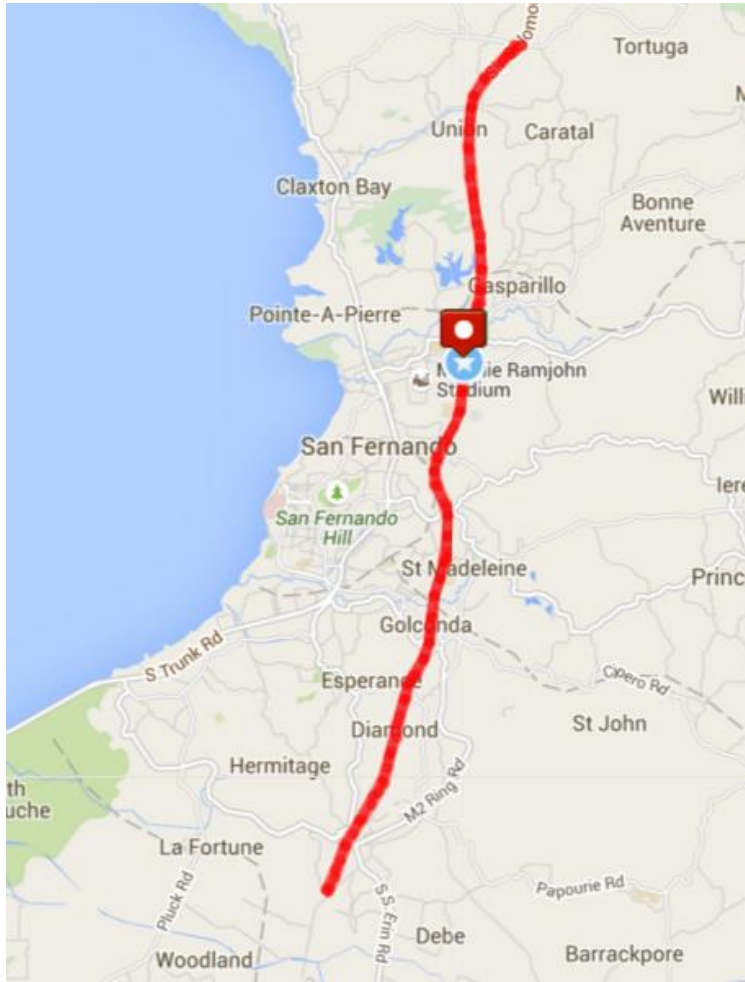 Tortuga
Union
Caratal
Claxton Bay
Bonne
Aventure
Gasparillo
Pointe-A-Pierre
Ramjohn
Stadium
San Fernando
San Fernando
Hill
St Madeleine
Golconda
S Trunk Rd
Esperance
Cipero Rd
St John
Diamond
Hermitage
M2 Ring Rd
La Fortune
Pluck Rd
S.S. Erin Rd
Papourie Rd
Debe
Woodland
Barrackpore